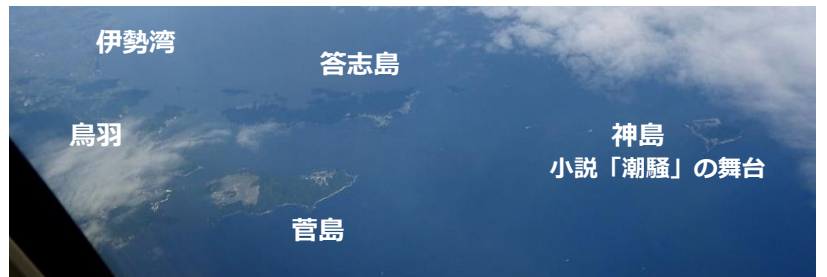 伊勢湾
答志島
鳥羽
神島
小説「潮騒」の舞台
菅島